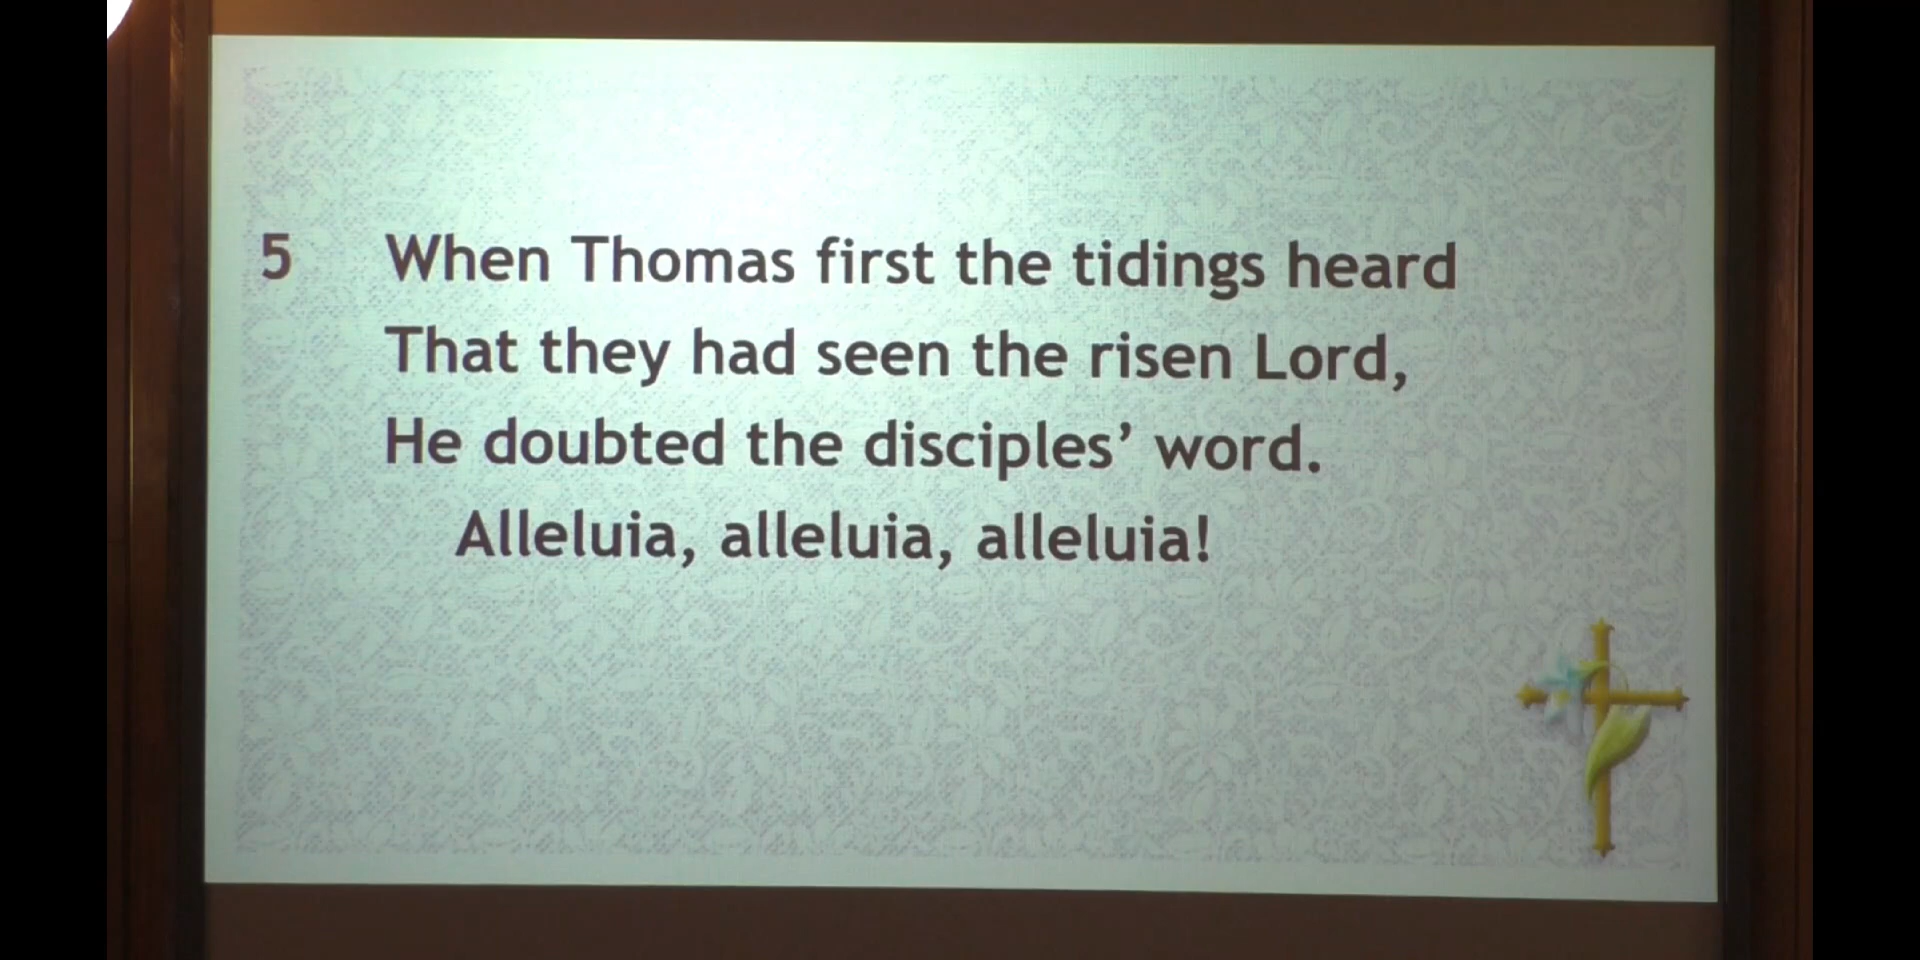 5 When Thomas first the tidings heard
That they had seen the risen Lord,
He doubted the disciples’ word.
Alleluia, alleluia, alleluia!